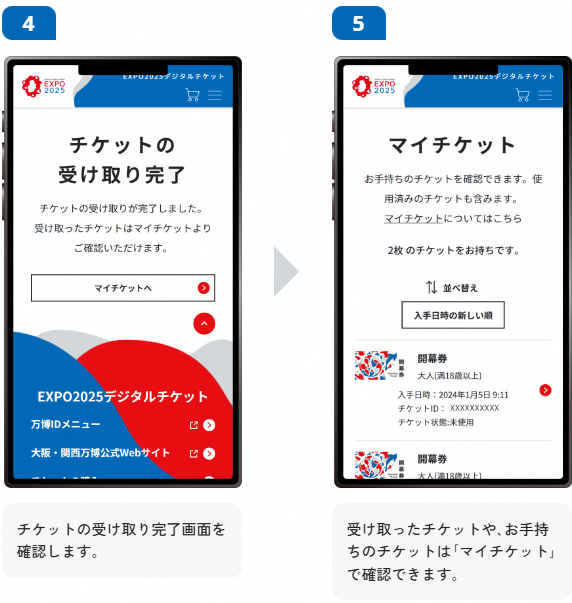 4
EXPO2025デジタルチケット
EXPO
2025
チケットの
受け取り完了
チケットの受け取りが完了しました。
受け取ったチケットはマイチケットより
ご確認いただけます。
マイチケットへ
EXPO2025デジタルチケット
万博IDメニュー
大阪・関西万博公式Webサイト
チケットの受け取り完了画面を
確認します。
5
EXPO2025デジタルチケット
EXPO
2025
マイチケット
お手持ちのチケットを確認できます。使
用済みのチケットも含みます。
マイチケットについてはこちら
2枚 のチケットをお持ちです。
並べ替え
入手日時の新しい順
開幕券
開幕券
大人(満18歳以上)
入手日時：2024年1月5日 9:11
チケットID： XXXXXXXXXX
チケット状態:未使用
開幕券
開幕券
大人(満18歳以上)
受け取ったチケットや、お手持
ちのチケットは「マイチケット」
で確認できます。